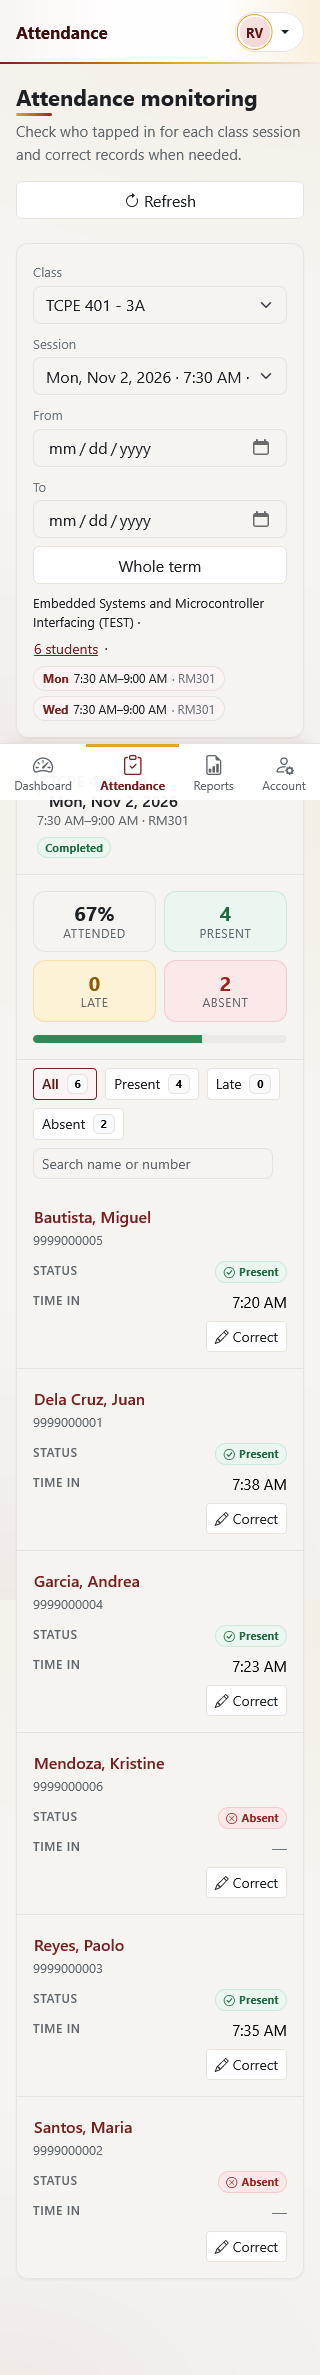 Attendance
RV
Attendance monitoring
Check who tapped in for each class session
and correct records when needed.
Refresh
Class
TCPE 401 - 3A
Session
Mon, Nov 2, 2026 · 7:30 AM ·
From
mm/dd/yyyy
To
mm/dd/yyyy
Whole term
Embedded Systems and Microcontroller
Interfacing (TEST) ·
6 students ·
Mon 7:30 AM–9:00 AM · RM301
Wed 7:30 AM–9:00 AM · RM301
Dashboard
Attendance
Reports
Account
Mon, Nov 2, 2026
7:30 AM–9:00 AM · RM301
Completed
67%
ATTENDED
4
PRESENT
0
LATE
2
ABSENT
All 6
Present 4
Late 0
Absent 2
Search name or number
Bautista, Miguel
9999000005
STATUS Present
TIME IN 7:20 AM
Correct
Dela Cruz, Juan
9999000001
STATUS Present
TIME IN 7:38 AM
Correct
Garcia, Andrea
9999000004
STATUS Present
TIME IN 7:23 AM
Correct
Mendoza, Kristine
9999000006
STATUS Absent
TIME IN —
Correct
Reyes, Paolo
9999000003
STATUS Present
TIME IN 7:35 AM
Correct
Santos, Maria
9999000002
STATUS Absent
TIME IN —
Correct